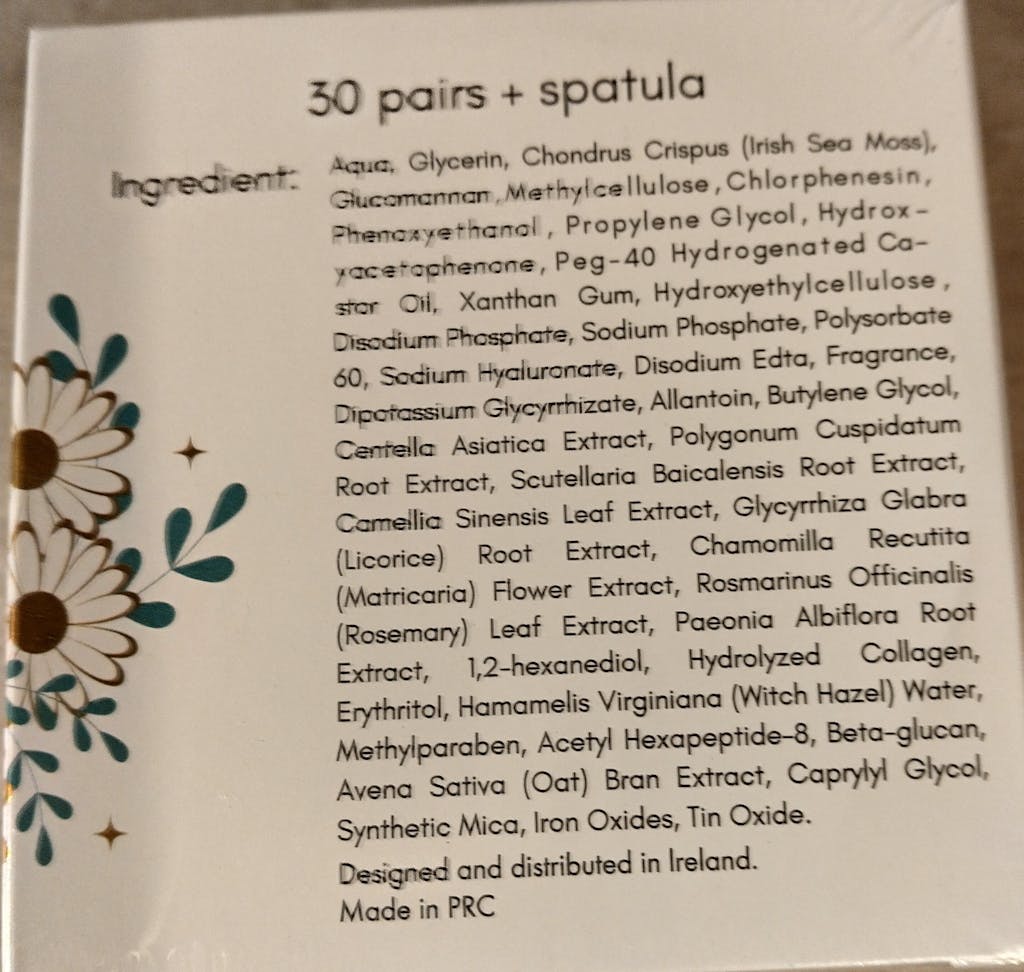 30 pairs + spatula
Ingredient: Aqua, Glycerin, Chondrus Crispus (Irish Sea Moss),
Glucomannan, Methylcellulose, Chlorphenesin,
Phenoxyethanol, Propylene Glycol, Hydrox-
yacetophenone, Peg-40 Hydrogenated Ca-
stor Oil, Xanthan Gum, Hydroxyethylcellulose,
Disodium Phosphate, Sodium Phosphate, Polysorbate
60, Sodium Hyaluronate, Disodium Edta, Fragrance,
Dipotassium Glycyrrhizate, Allantoin, Butylene Glycol,
Centella Asiatica Extract, Polygonum Cuspidatum
Root Extract, Scutellaria Baicalensis Root Extract,
Camellia Sinensis Leaf Extract, Glycyrrhiza Glabra
(Licorice) Root Extract, Chamomilla Recutita
(Matricaria) Flower Extract, Rosmarinus Officinalis
(Rosemary) Leaf Extract, Paeonia Albiflora Root
Extract, 1,2-hexanediol, Hydrolyzed Collagen,
Erythritol, Hamamelis Virginiana (Witch Hazel) Water,
Methylparaben, Acetyl Hexapeptide-8, Beta-glucan,
Avena Sativa (Oat) Bran Extract, Caprylyl Glycol,
Synthetic Mica, Iron Oxides, Tin Oxide.
Designed and distributed in Ireland.
Made in PRC